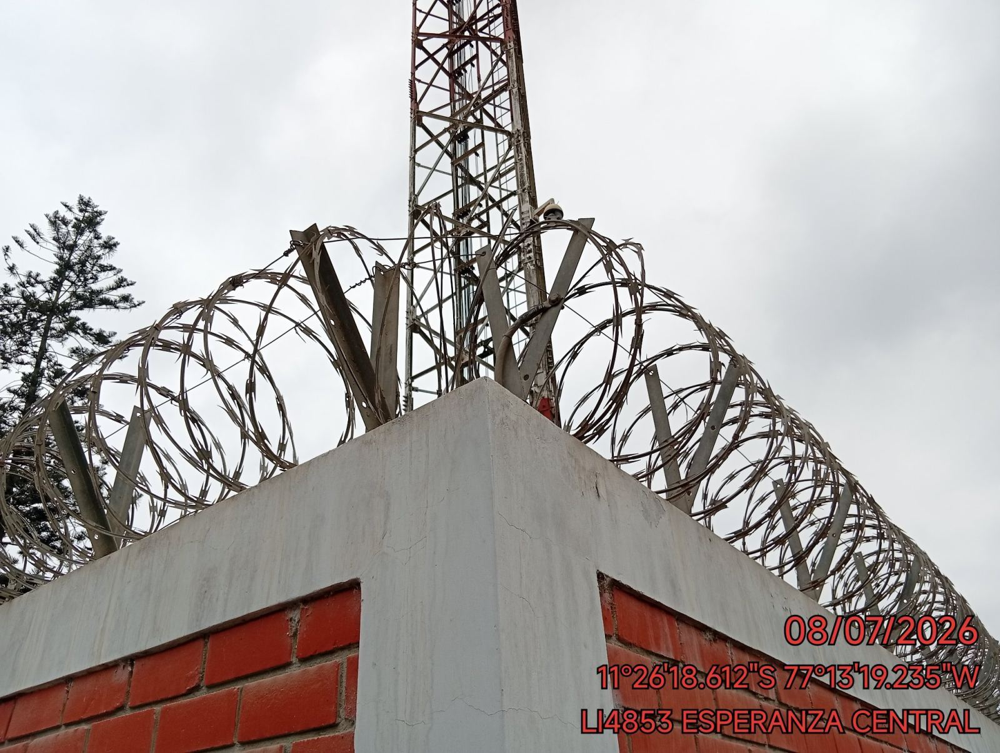 08/07/2026
11°26'18.612"S 77°13'19.235"W
LI4853 ESPERANZA CENTRAL